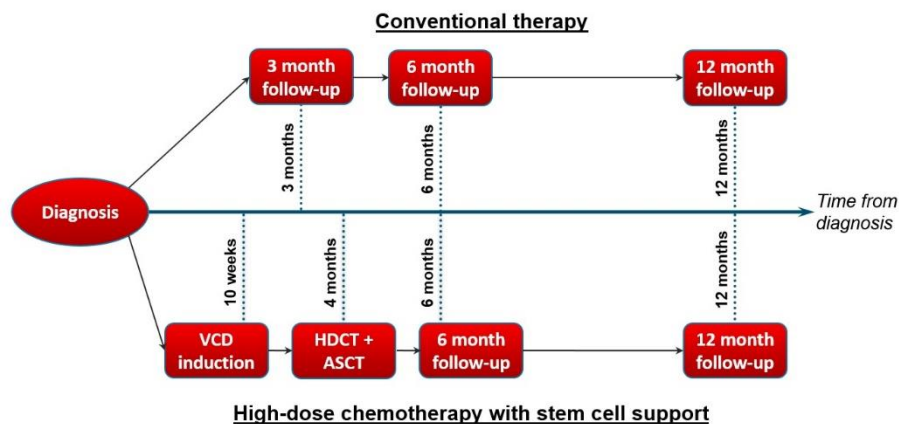 Conventional therapy
3 month
follow-up
6 month
follow-up
12 month
follow-up
3 months
6 months
12 months
Diagnosis
Time from
diagnosis
10 weeks
4 months
6 months
12 months
VCD
induction
HDCT +
ASCT
6 month
follow-up
12 month
follow-up
High-dose chemotherapy with stem cell support